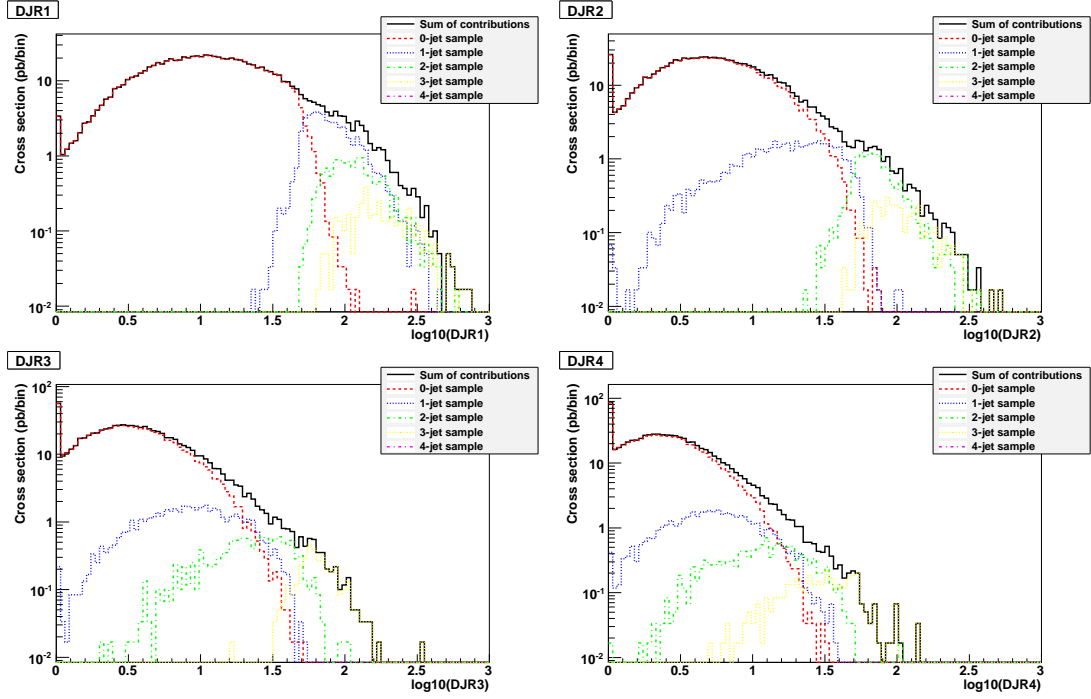 DJR1
Cross section (pb/bin)
10
1
10⁻¹
10⁻²
0
0.5
1
1.5
2
2.5
3
log10(DJR1)
Sum of contributions
0-jet sample
1-jet sample
2-jet sample
3-jet sample
4-jet sample
DJR2
Cross section (pb/bin)
10
1
10⁻¹
10⁻²
0
0.5
1
1.5
2
2.5
3
log10(DJR2)
Sum of contributions
0-jet sample
1-jet sample
2-jet sample
3-jet sample
4-jet sample
DJR3
Cross section (pb/bin)
10²
10
1
10⁻¹
10⁻²
0
0.5
1
1.5
2
2.5
3
log10(DJR3)
Sum of contributions
0-jet sample
1-jet sample
2-jet sample
3-jet sample
4-jet sample
DJR4
Cross section (pb/bin)
10²
10
1
10⁻¹
10⁻²
0
0.5
1
1.5
2
2.5
3
log10(DJR4)
Sum of contributions
0-jet sample
1-jet sample
2-jet sample
3-jet sample
4-jet sample